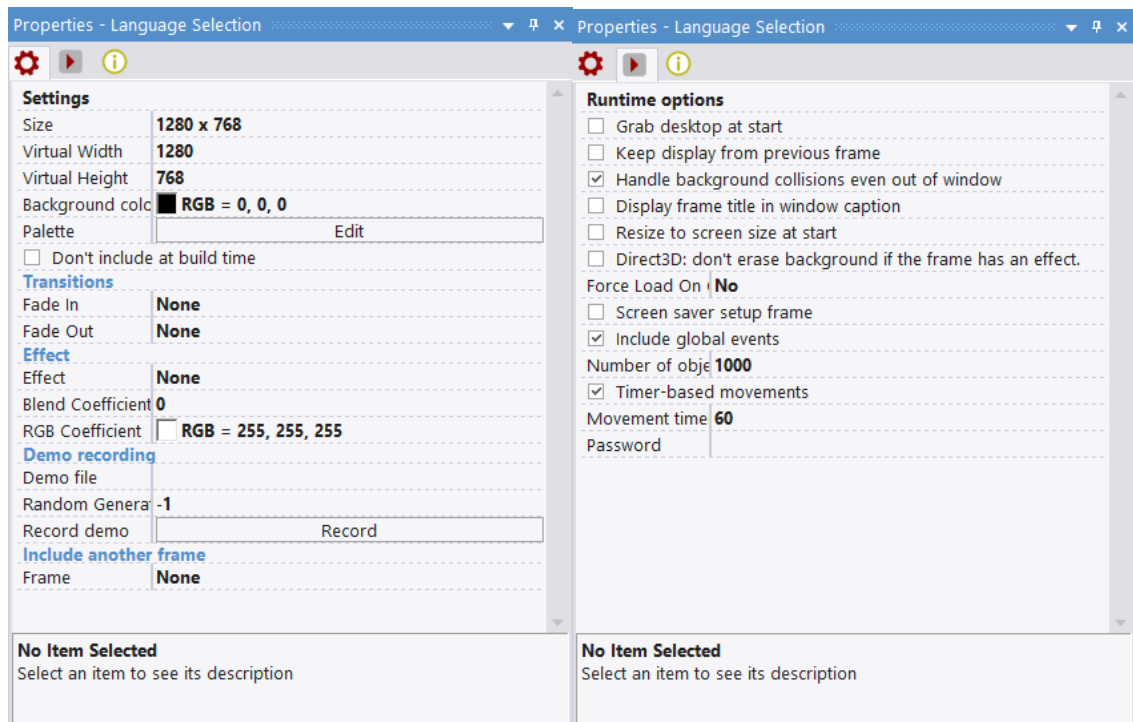 Properties - Language Selection
Settings
Size 1280 x 768
Virtual Width 1280
Virtual Height 768
Background colo RGB = 0, 0, 0
Palette Edit
Don't include at build time
Transitions
Fade In None
Fade Out None
Effect
Effect None
Blend Coefficient 0
RGB Coefficient RGB = 255, 255, 255
Demo recording
Demo file
Random Genera -1
Record demo Record
Include another frame
Frame None
No Item Selected
Select an item to see its description
Properties - Language Selection
Runtime options
Grab desktop at start
Keep display from previous frame
Handle background collisions even out of window
Display frame title in window caption
Resize to screen size at start
Direct3D: don't erase background if the frame has an effect.
Force Load On No
Screen saver setup frame
Include global events
Number of obje 1000
Timer-based movements
Movement time 60
Password
No Item Selected
Select an item to see its description